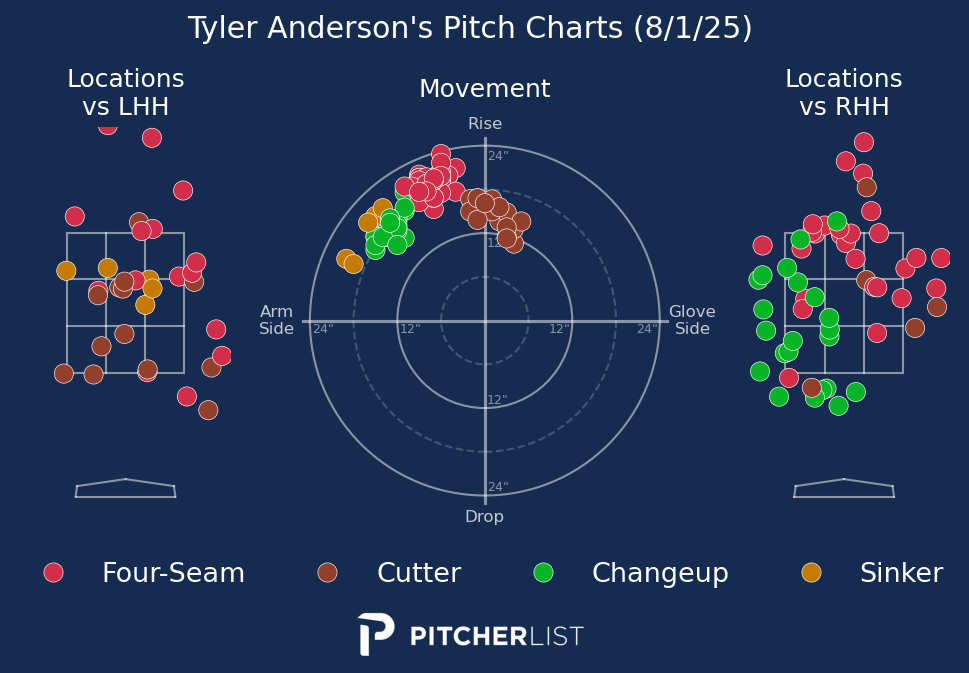 Tyler Anderson's Pitch Charts (8/1/25)
Locations
vs LHH
Movement
Locations
vs RHH
Rise
24"
12"
Arm
Side
24"
12"
12"
24"
Glove
Side
12"
24"
Drop
Four-Seam
Cutter
Changeup
Sinker
PITCHERLIST